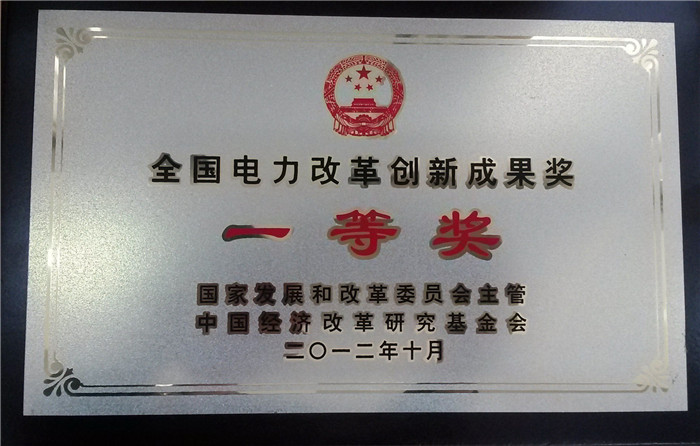 全国电力改革创新成果奖
一等奖
国家发展和改革委员会主管
中国经济改革研究基金会
二〇一二年十月